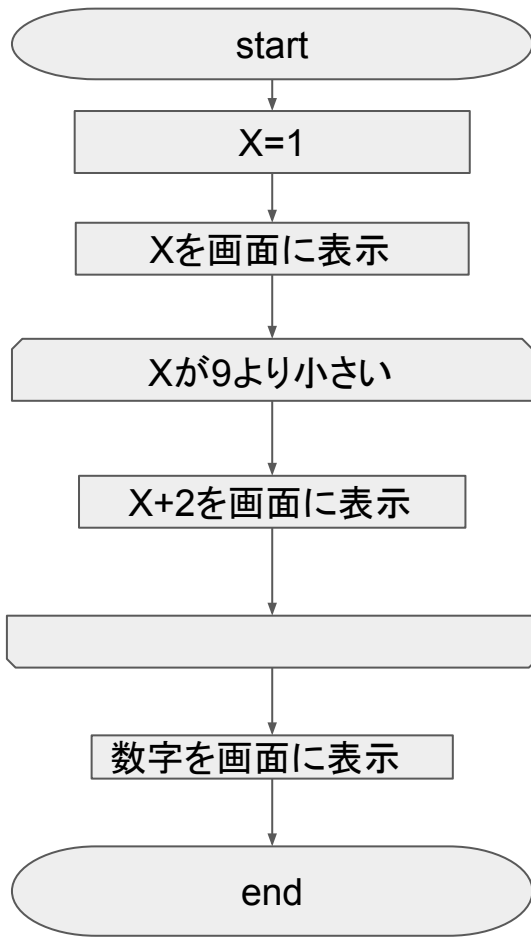 start
X=1
Xを画面に表示
Xが9より小さい
X+2を画面に表示
数字を画面に表示
end